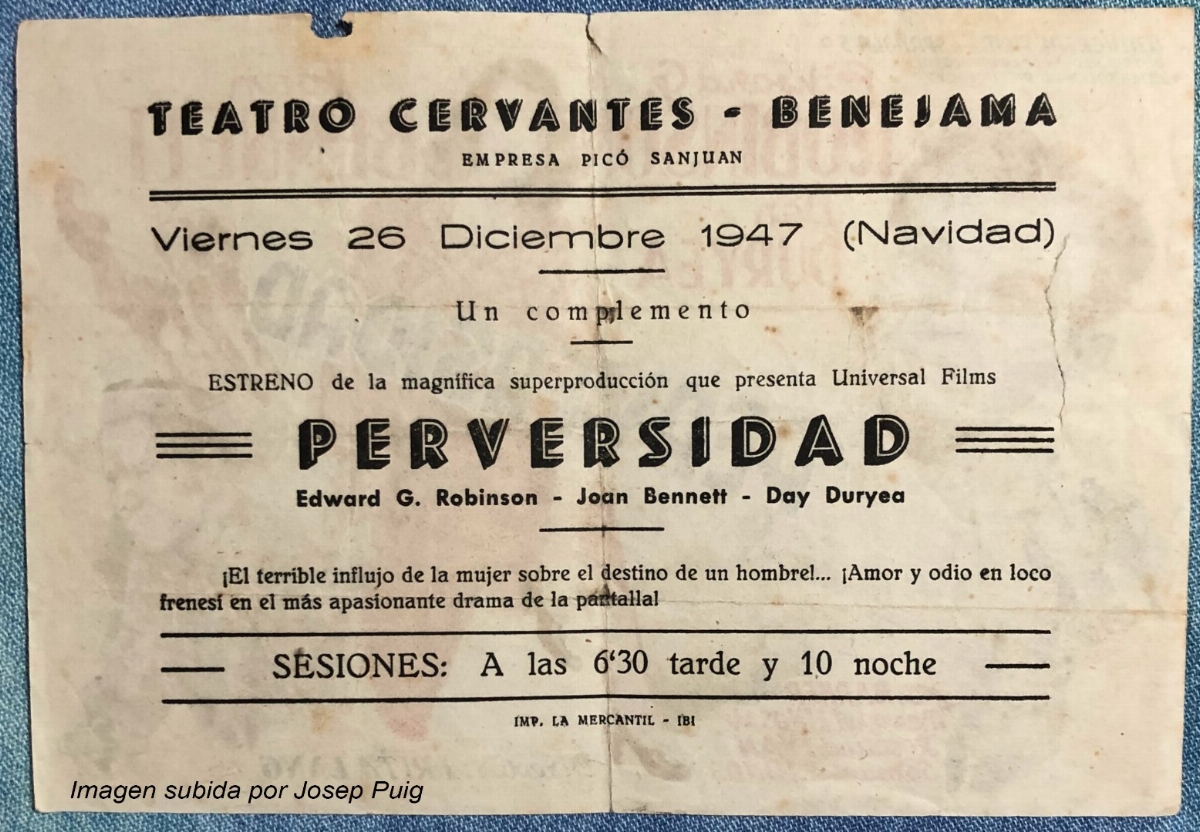 TEATRO CERVANTES - BENEJAMA
EMPRESA PICÓ SANJUAN
Viernes 26 Diciembre 1947 (Navidad)
Un complemento
ESTRENO de la magnífica superproducción que presenta Universal Films
PERVERSIDAD
Edward G. Robinson - Joan Bennett - Day Duryea
¡El terrible influjo de la mujer sobre el destino de un hombre!... ¡Amor y odio en loco
frenesí en el más apasionante drama de la pantalla!
SESIONES: A las 6'30 tarde y 10 noche
IMP. LA MERCANTIL - IBI
Imagen subida por Josep Puig